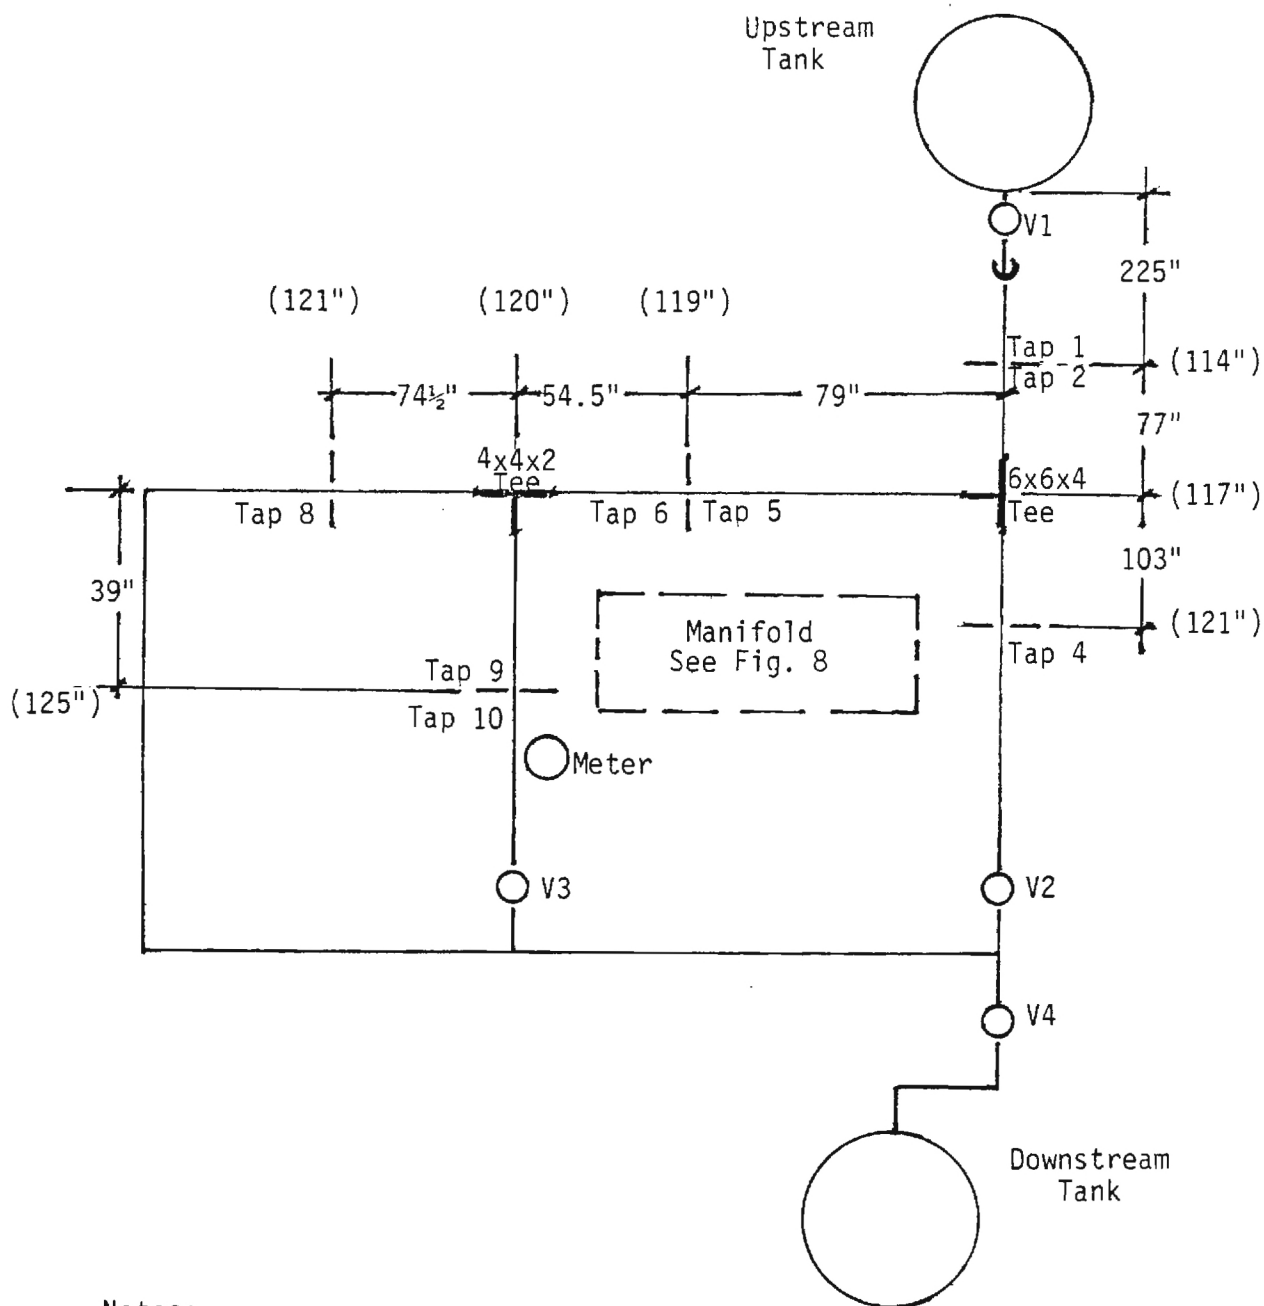 Upstream
Tank
V1
225"
(121")
(120")
(119")
Tap 1
Tap 2
(114")
74½"
54.5"
79"
77"
4x4x2
Tee
6x6x4
Tee
(117")
Tap 8
Tap 6
Tap 5
103"
39"
Manifold
See Fig. 8
(121")
Tap 4
Tap 9
(125")
Tap 10
Meter
V3
V2
V4
Downstream
Tank